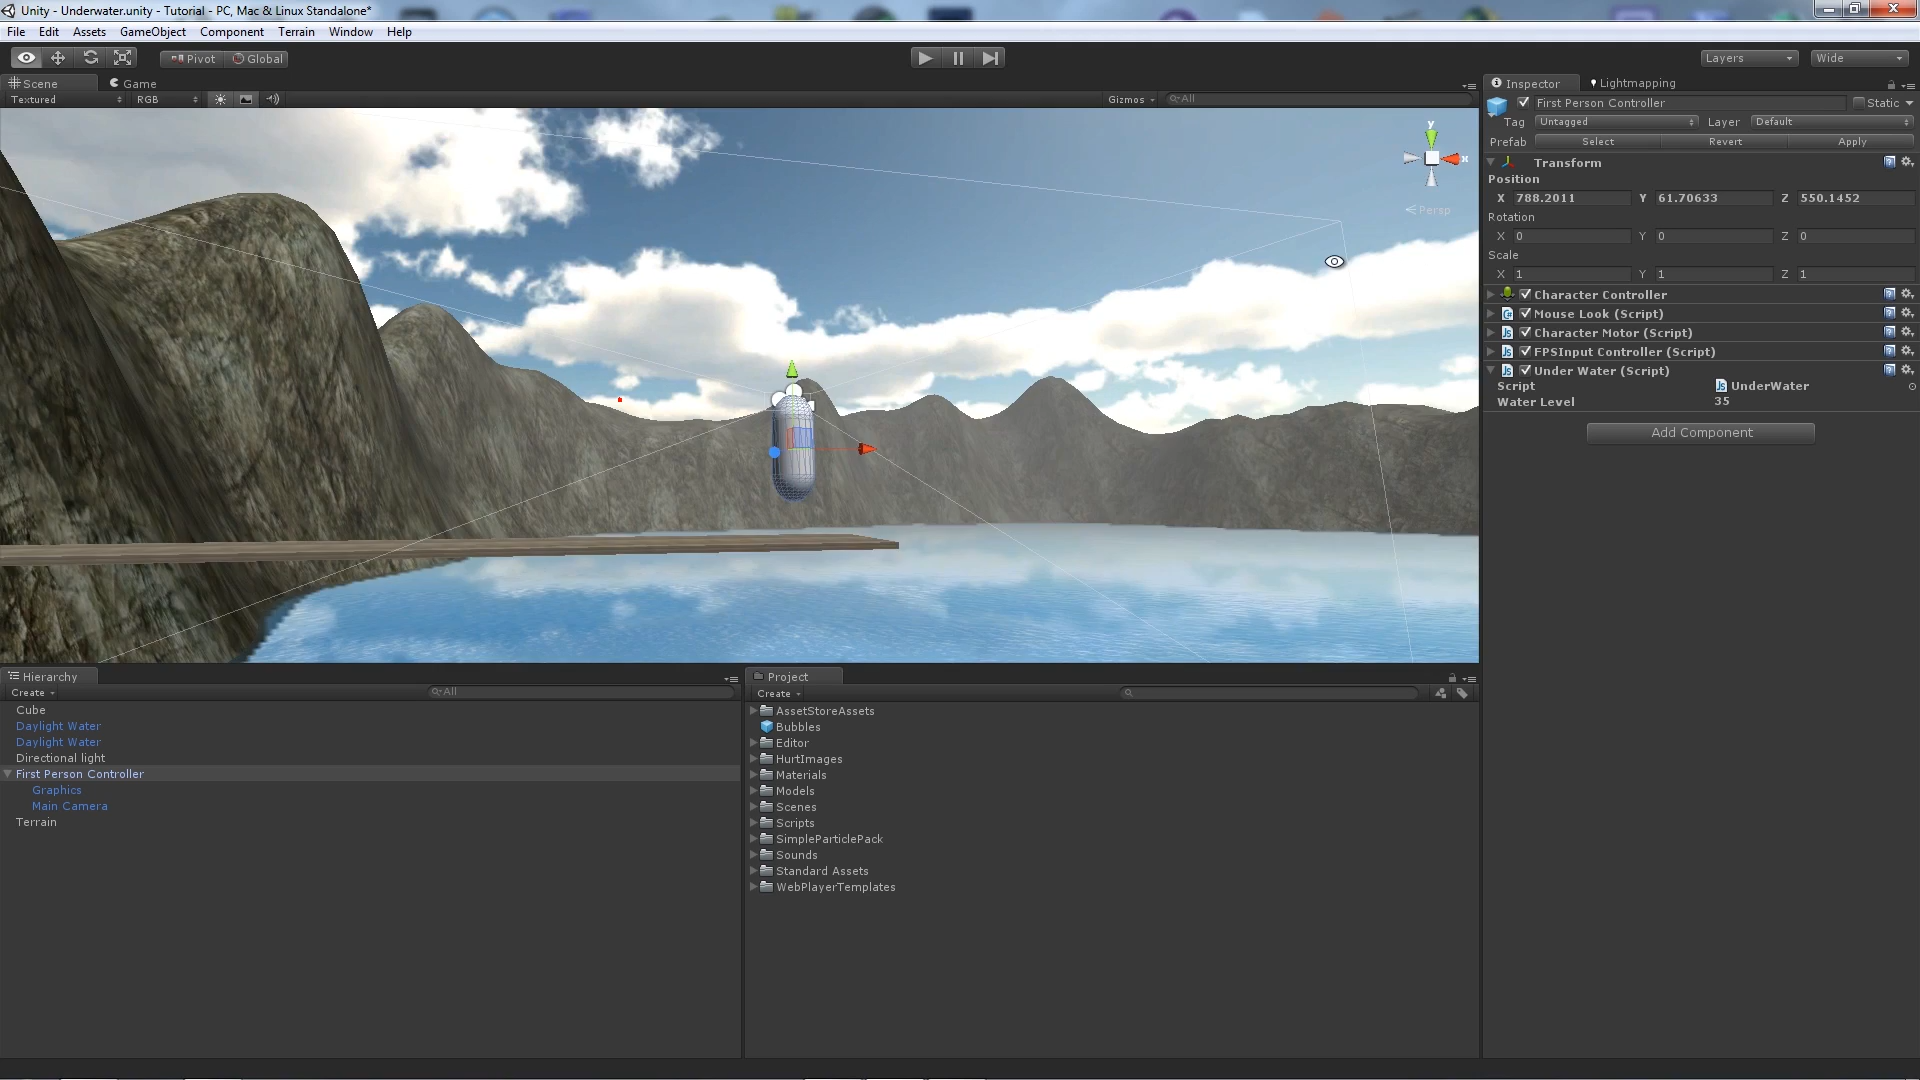 Unity - Underwater.unity - Tutorial - PC, Mac & Linux Standalone*
File Edit Assets GameObject Component Terrain Window Help
Pivot Global Layers Wide
Scene Game
Textured RGB Gizmos All
y
x
Persp
Inspector Lightmapping
First Person Controller Static
Tag Untagged Layer Default
Prefab Select Revert Apply
Transform
Position
X 788.2011 Y 61.70633 Z 550.1452
Rotation
X 0 Y 0 Z 0
Scale
X 1 Y 1 Z 1
Character Controller
Mouse Look (Script)
Character Motor (Script)
FPSInput Controller (Script)
Under Water (Script)
Script UnderWater
Water Level 35
Add Component
Hierarchy
Create All
Cube
Daylight Water
Daylight Water
Directional light
First Person Controller
Graphics
Main Camera
Terrain
Project
Create
AssetStoreAssets
Bubbles
Editor
HurtImages
Materials
Models
Scenes
Scripts
SimpleParticlePack
Sounds
Standard Assets
WebPlayerTemplates